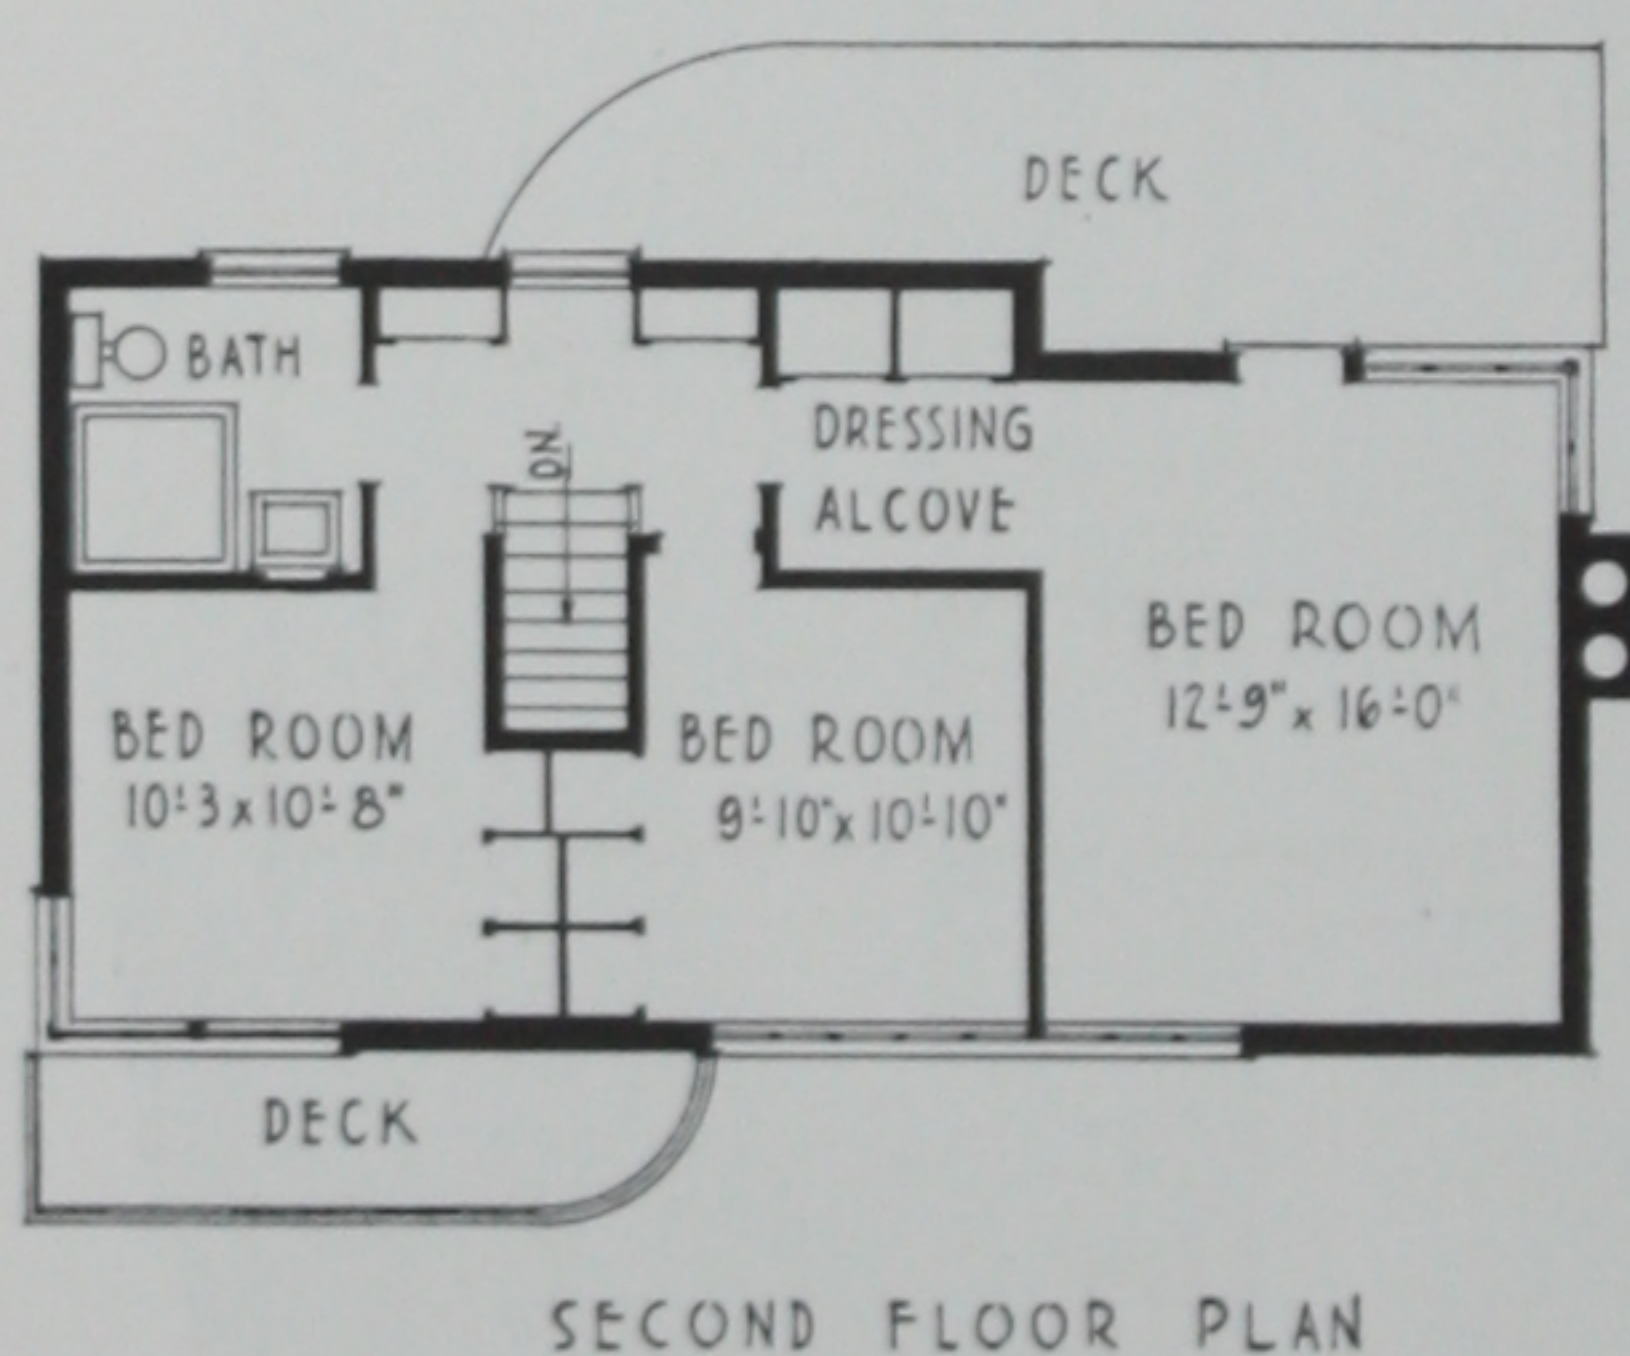 DECK
BATH
DN.
DRESSING
ALCOVE
BED ROOM
12'-9" x 16'-0"
BED ROOM
10'-3 x 10'-8"
BED ROOM
9'-10" x 10'-10"
DECK
SECOND FLOOR PLAN